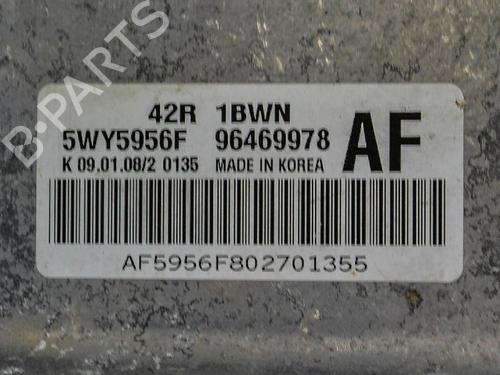 B-PARTS
42R 1BWN
5WY5956F 96469978 AF
K 09.01.08/2 0135 MADE IN KOREA
AF5956F802701355